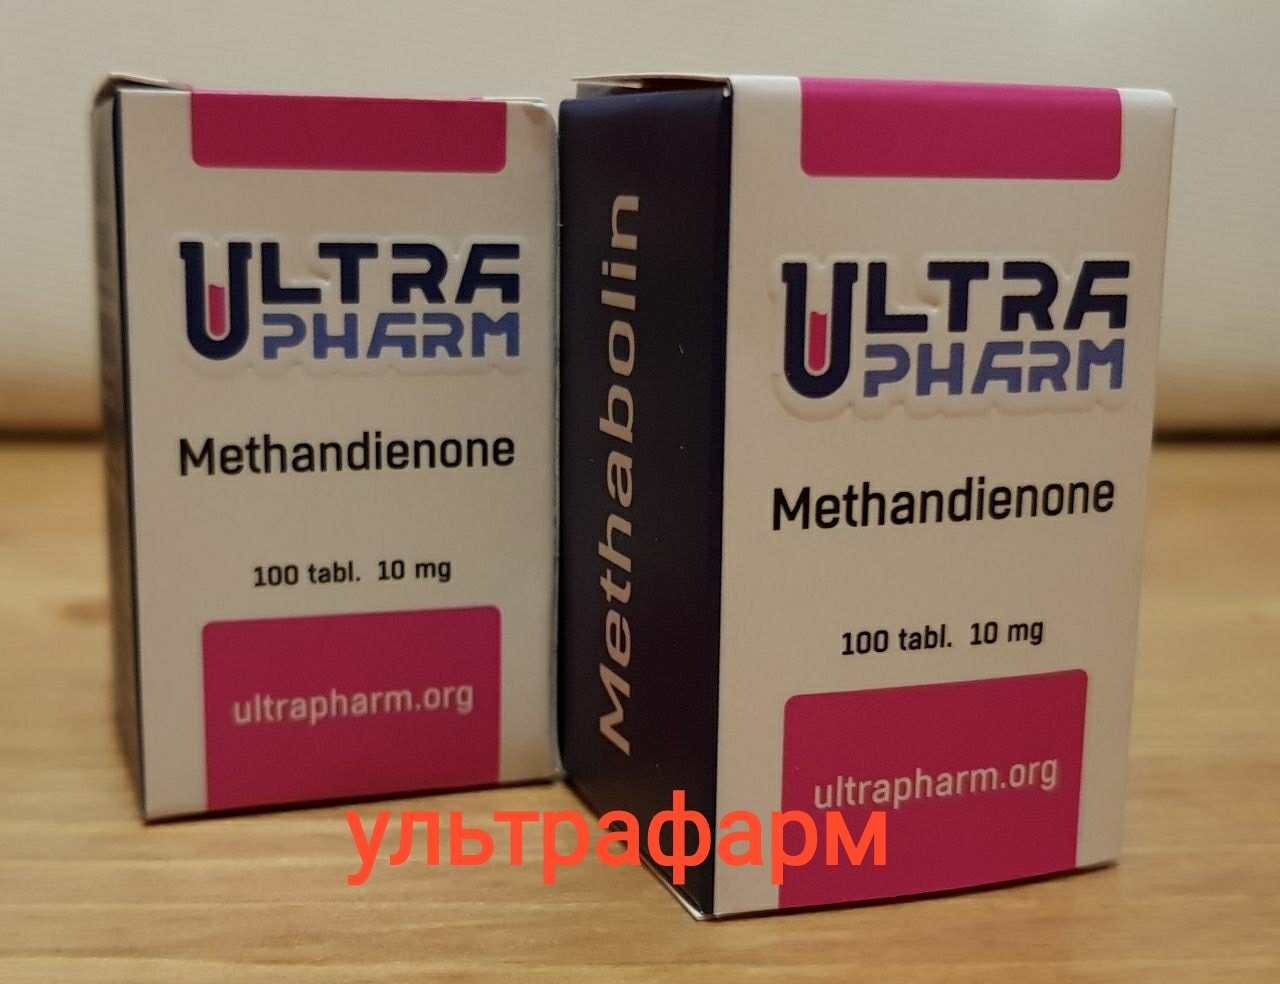 ULTRA
PHARM
Methandienone
100 tabl. 10 mg
ultrapharm.org
Methabolin
ULTRA
PHARM
Methandienone
100 tabl. 10 mg
ultrapharm.org
ультрафарм